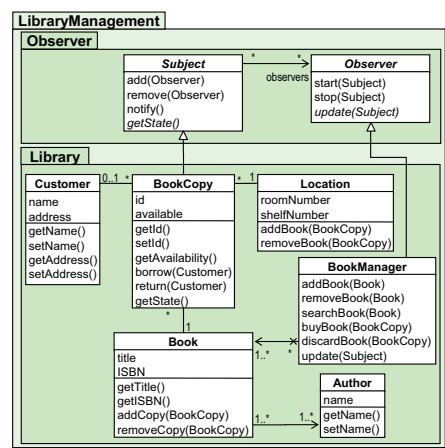 LibraryManagement
Observer
Subject
add(Observer)
remove(Observer)
notify()
getState()
* *
observers
Observer
start(Subject)
stop(Subject)
update(Subject)
Library
Customer
name
address
getName()
setName()
getAddress()
setAddress()
0..1 *
BookCopy
id
available
getId()
setId()
getAvailability()
borrow(Customer)
return(Customer)
getState()
* 1
Location
roomNumber
shelfNumber
addBook(BookCopy)
removeBook(BookCopy)
BookManager
addBook(Book)
removeBook(Book)
searchBook(Book)
buyBook(BookCopy)
discardBook(BookCopy)
update(Subject)
*
1
Book
title
ISBN
getTitle()
getISBN()
addCopy(BookCopy)
removeCopy(BookCopy)
1..* *
1..* 1..*
Author
name
getName()
setName()